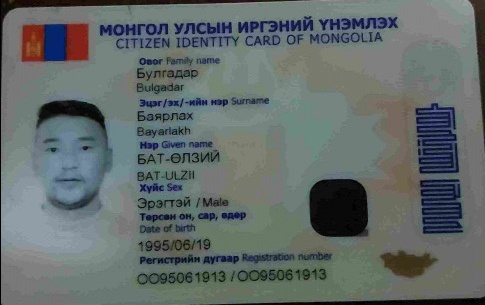 МОНГОЛ УЛСЫН ИРГЭНИЙ ҮНЭМЛЭХ
CITIZEN IDENTITY CARD OF MONGOLIA
Овог Family name
Булгадар
Bulgadar
Эцэг/эх/-ийн нэр Surname
Баярлах
Bayarlakh
Нэр Given name
БАТ-ӨЛЗИЙ
BAT-ULZII
Хүйс Sex
Эрэгтэй / Male
Төрсөн он, сар, өдөр
Date of birth
1995/06/19
Регистрийн дугаар Registration number
ОО95061913 / OO95061913